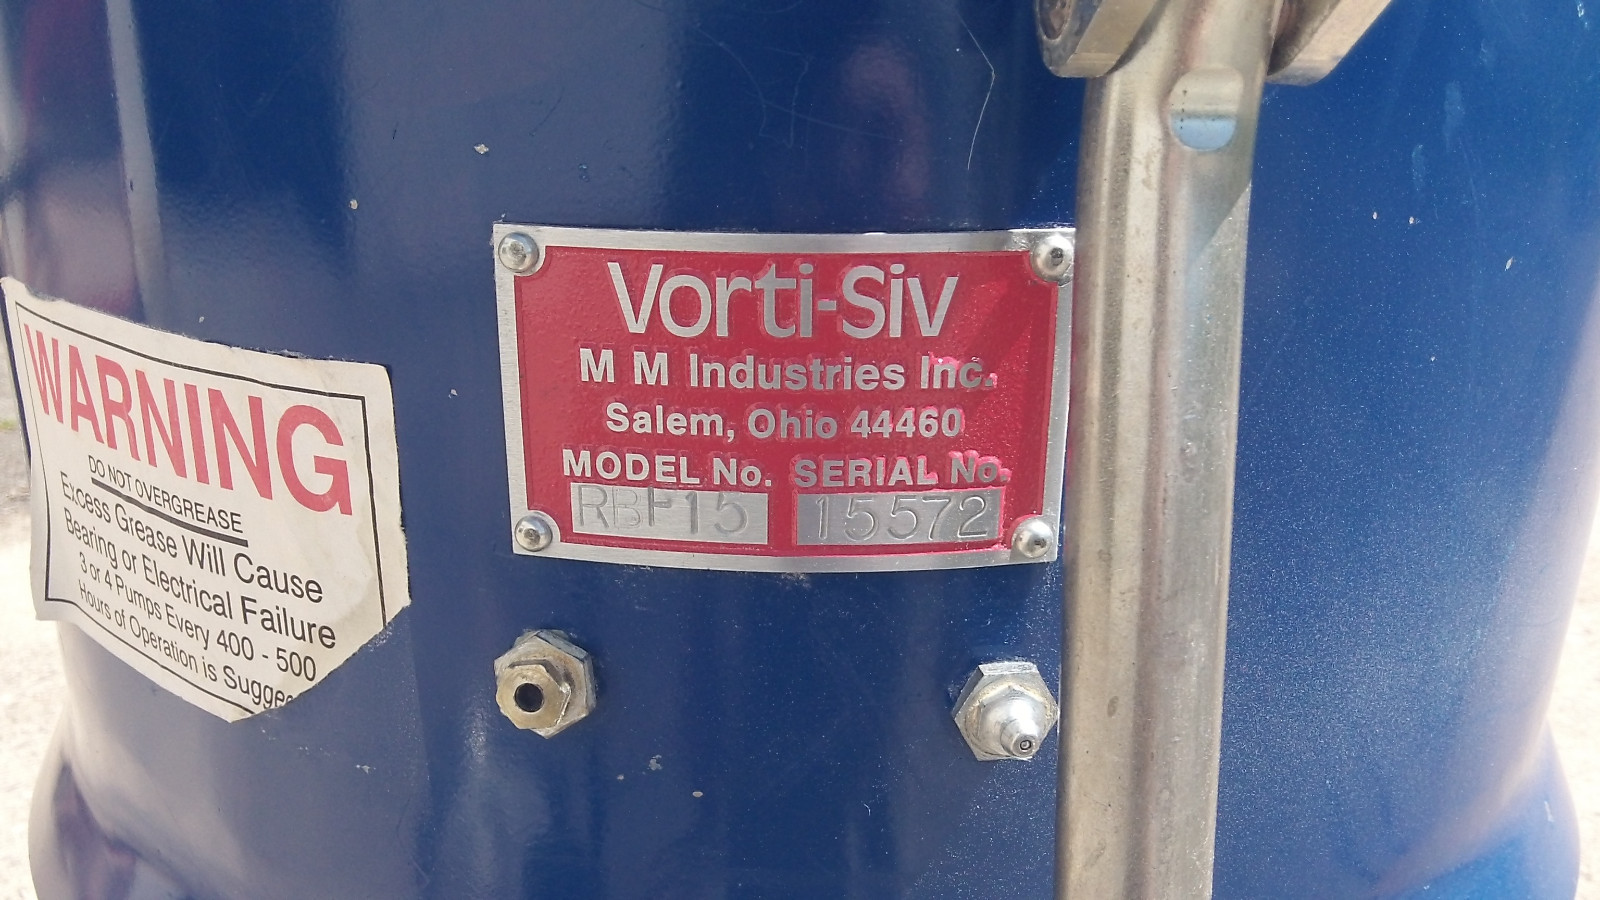 Vorti-Siv
M M Industries Inc.
Salem, Ohio 44460
MODEL No. SERIAL No.
RBF15 15572
WARNING
DO NOT OVERGREASE
Excess Grease Will Cause
Bearing or Electrical Failure
3 or 4 Pumps Every 400 - 500
Hours of Operation is